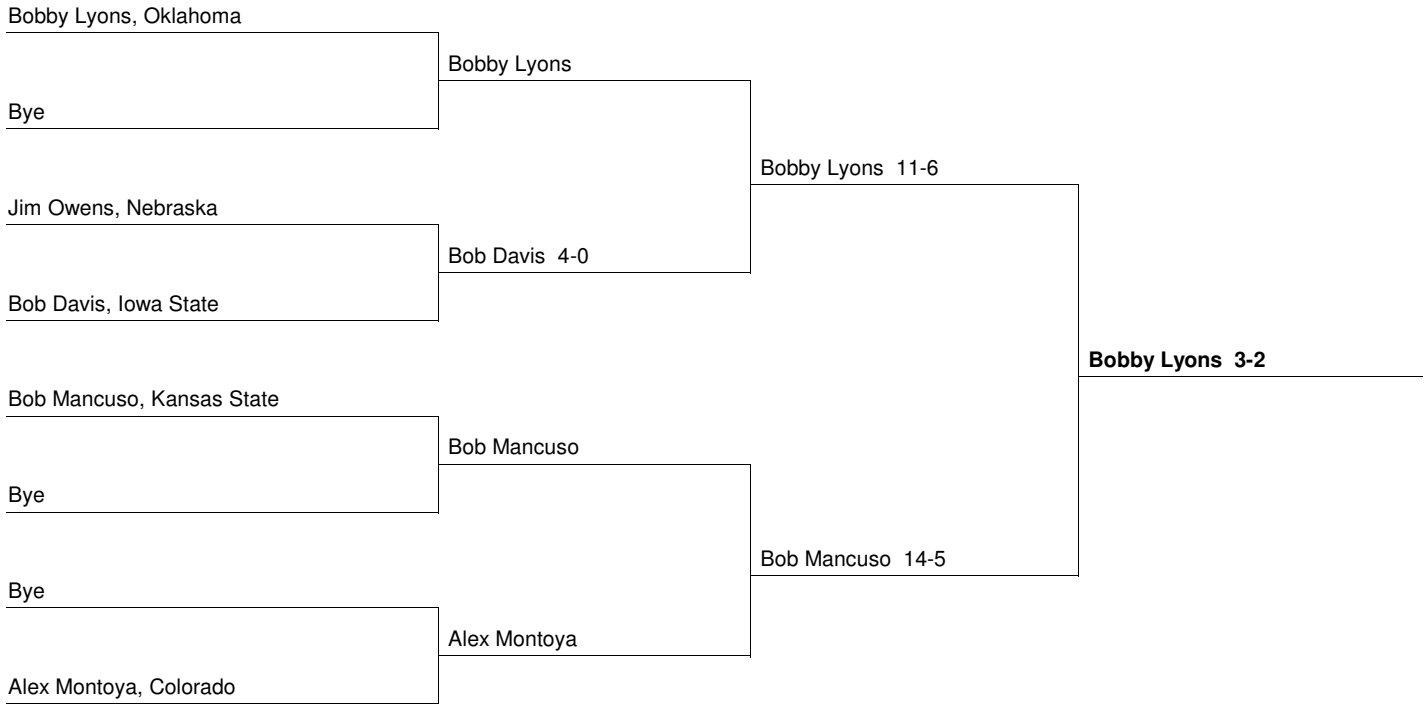 Bobby Lyons, Oklahoma
Bobby Lyons
Bye
Bobby Lyons 11-6
Jim Owens, Nebraska
Bob Davis 4-0
Bob Davis, Iowa State
Bobby Lyons 3-2
Bob Mancuso, Kansas State
Bob Mancuso
Bye
Bob Mancuso 14-5
Bye
Alex Montoya
Alex Montoya, Colorado